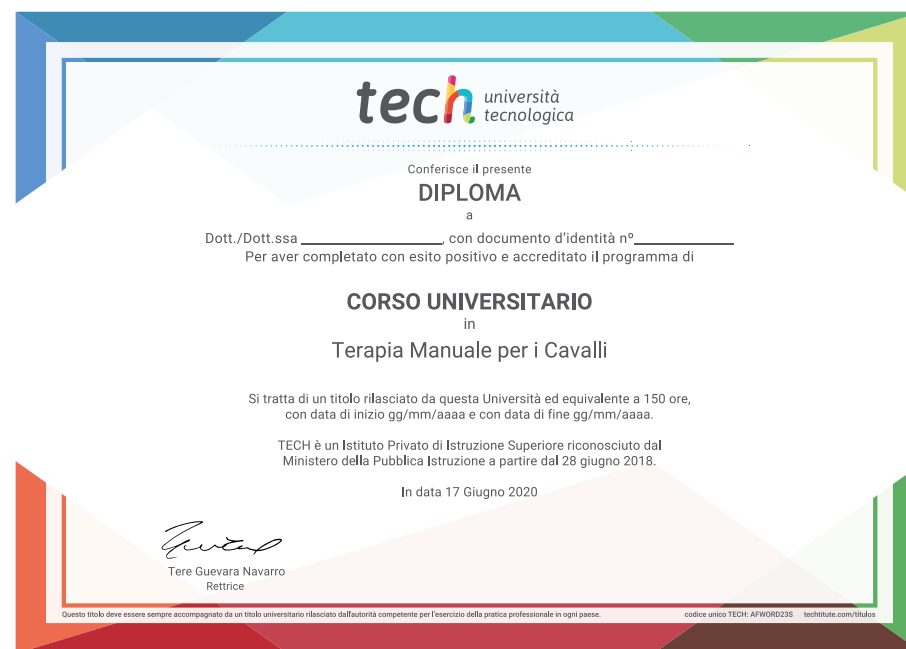 tech università
tecnologica
Conferisce il presente
DIPLOMA
a
Dott./Dott.ssa ____________________, con documento d'identità nº______________
Per aver completato con esito positivo e accreditato il programma di
CORSO UNIVERSITARIO
in
Terapia Manuale per i Cavalli
Si tratta di un titolo rilasciato da questa Università ed equivalente a 150 ore,
con data di inizio gg/mm/aaaa e con data di fine gg/mm/aaaa.
TECH è un Istituto Privato di Istruzione Superiore riconosciuto dal
Ministero della Pubblica Istruzione a partire dal 28 giugno 2018.
In data 17 Giugno 2020
Tere Guevara Navarro
Rettrice
Questo titolo deve essere sempre accompagnato da un titolo universitario rilasciato dall'autorità competente per l'esercizio della pratica professionale in ogni paese. codice unico TECH: AFWORD23S techtitute.com/titulos